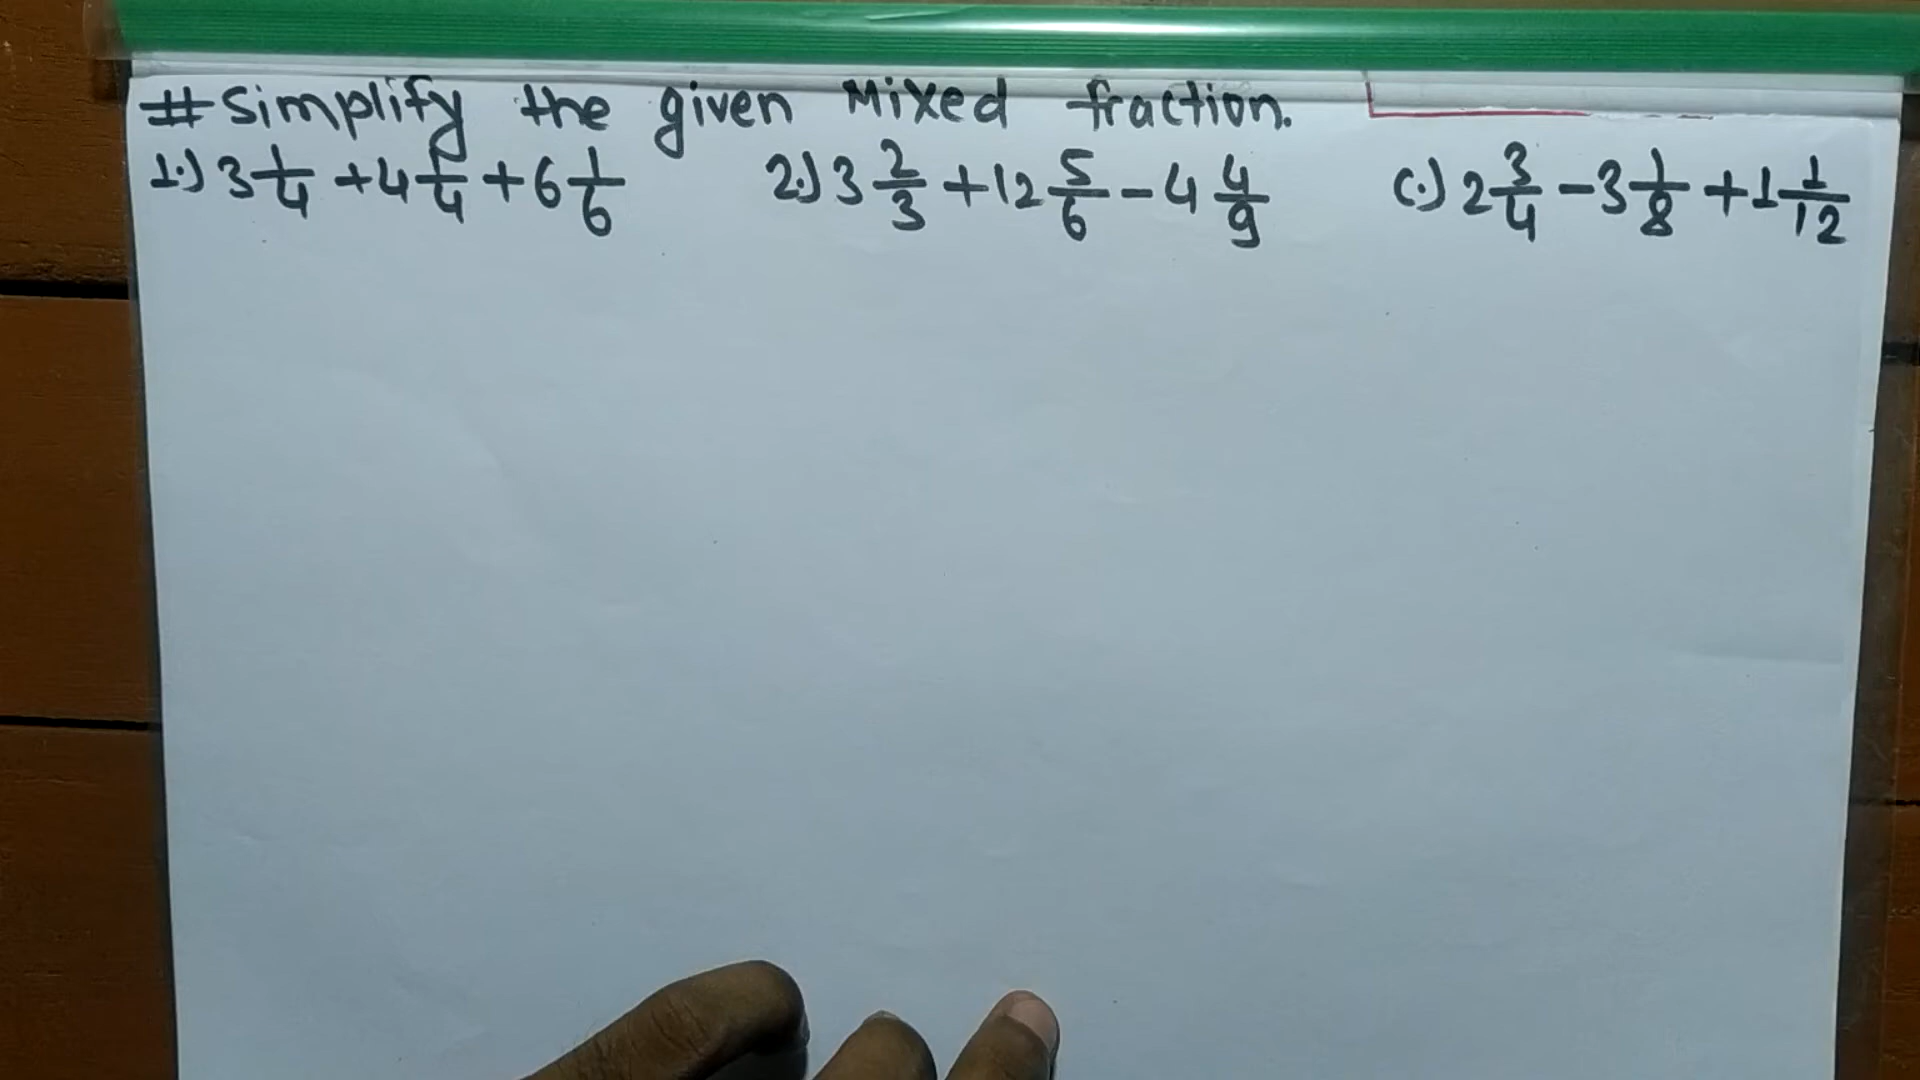 # Simplify the given Mixed fraction.
1.) 3 1/4 + 4 1/4 + 6 1/6 2.) 3 2/3 + 12 5/6 - 4 4/9 c.) 2 3/4 - 3 1/8 + 1 1/12